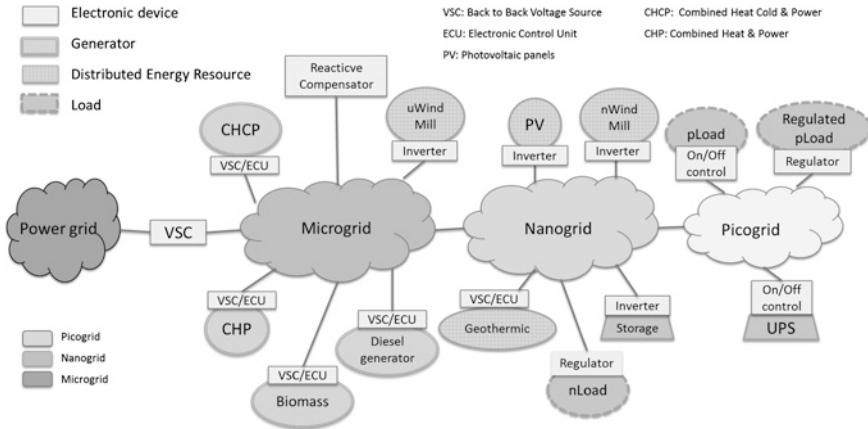 Electronic device
Generator
Distributed Energy Resource
Load
VSC: Back to Back Voltage Source
ECU: Electronic Control Unit
PV: Photovoltaic panels
CHCP: Combined Heat Cold & Power
CHP: Combined Heat & Power
Reacticve
Compensator
CHCP
VSC/ECU
uWind
Mill
Inverter
PV
Inverter
nWind
Mill
Inverter
pLoad
On/Off
control
Regulated
pLoad
Regulator
Power grid
VSC
Microgrid
Nanogrid
Picogrid
VSC/ECU
CHP
VSC/ECU
Biomass
VSC/ECU
Diesel
generator
VSC/ECU
Geothermic
Regulator
nLoad
Inverter
Storage
On/Off
control
UPS
Picogrid
Nanogrid
Microgrid